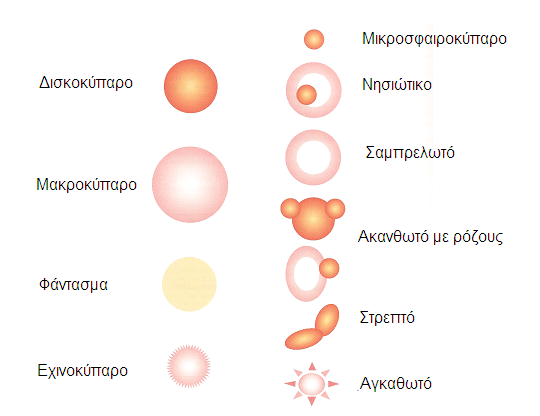 Δισκοκύπαρο
Μακροκύπαρο
Φάντασμα
Εχινοκύπαρο
Μικροσφαιροκύπαρο
Νησιώτικο
Σαμπρελωτό
Ακανθωτό με ρόζους
Στρεπτό
Αγκαθωτό